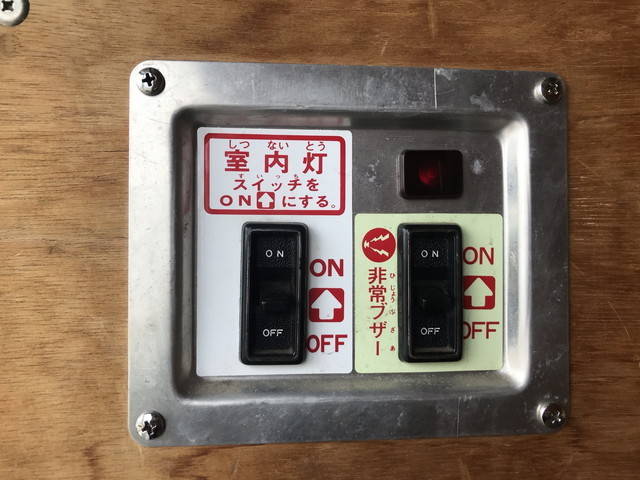 しつ ない とう
室内灯
すいっち
スイッチを
ON⬆にする。
ON
OFF
ON
OFF
ひじょうぶざあ
非常ブザー
ON
OFF
ON
OFF